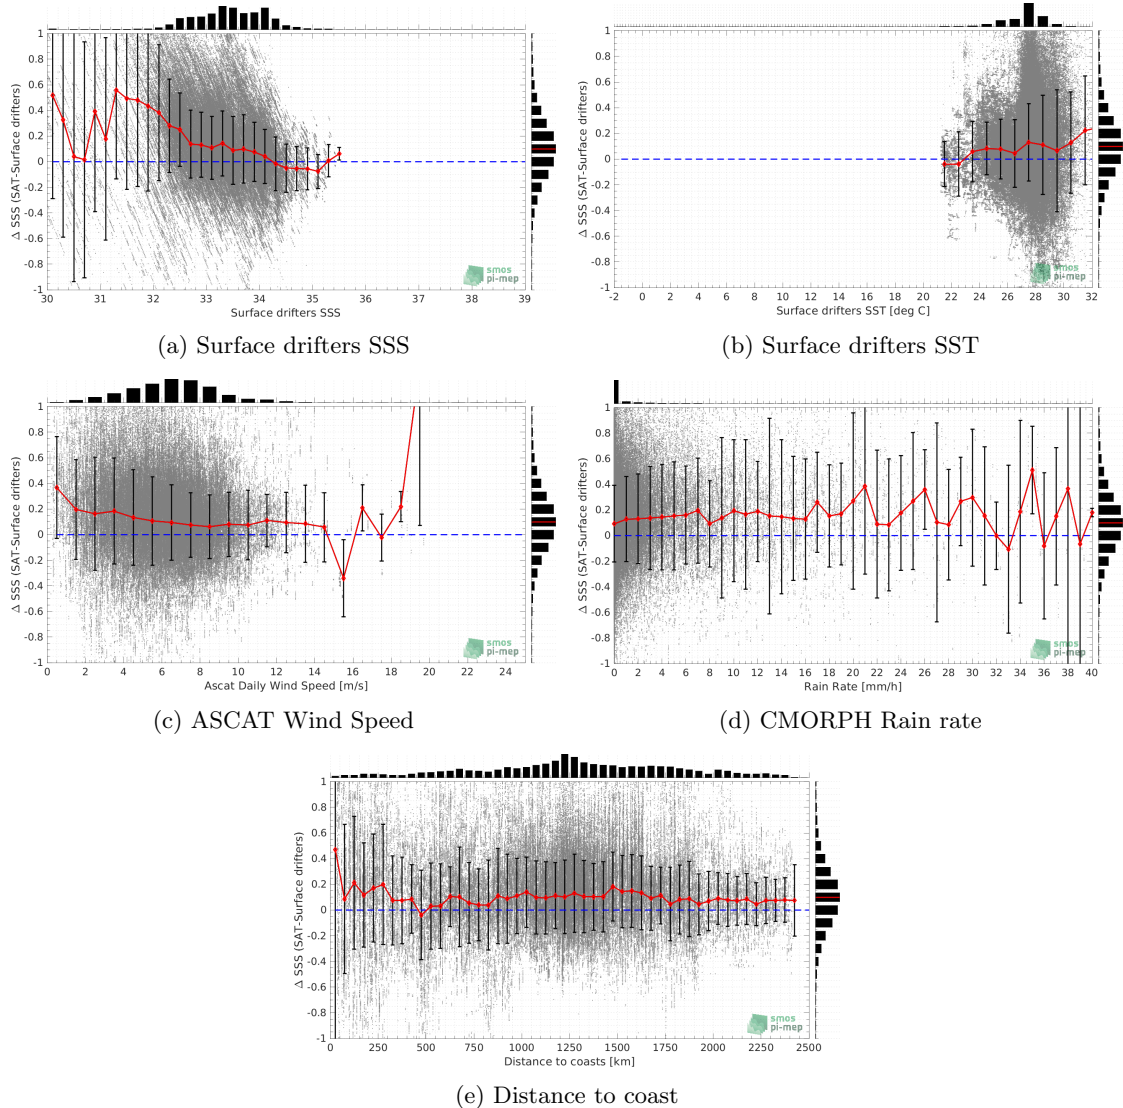 Δ SSS (SAT-Surface drifters)
1
0.8
0.6
0.4
0.2
0
-0.2
-0.4
-0.6
-0.8
-1
30 31 32 33 34 35 36 37 38 39
Surface drifters SSS
smos
pi-mep
(a) Surface drifters SSS
Δ SSS (SAT-Surface drifters)
1
0.8
0.6
0.4
0.2
0
-0.2
-0.4
-0.6
-0.8
-1
-2 0 2 4 6 8 10 12 14 16 18 20 22 24 26 28 30 32
Surface drifters SST [deg C]
smos
pi-mep
(b) Surface drifters SST
Δ SSS (SAT-Surface drifters)
1
0.8
0.6
0.4
0.2
0
-0.2
-0.4
-0.6
-0.8
-1
0 2 4 6 8 10 12 14 16 18 20 22 24
Ascat Daily Wind Speed [m/s]
smos
pi-mep
(c) ASCAT Wind Speed
Δ SSS (SAT-Surface drifters)
1
0.8
0.6
0.4
0.2
0
-0.2
-0.4
-0.6
-0.8
-1
0 2 4 6 8 10 12 14 16 18 20 22 24 26 28 30 32 34 36 38 40
Rain Rate [mm/h]
smos
pi-mep
(d) CMORPH Rain rate
Δ SSS (SAT-Surface drifters)
1
0.8
0.6
0.4
0.2
0
-0.2
-0.4
-0.6
-0.8
-1
0 250 500 750 1000 1250 1500 1750 2000 2250 2500
Distance to coasts [km]
smos
pi-mep
(e) Distance to coast